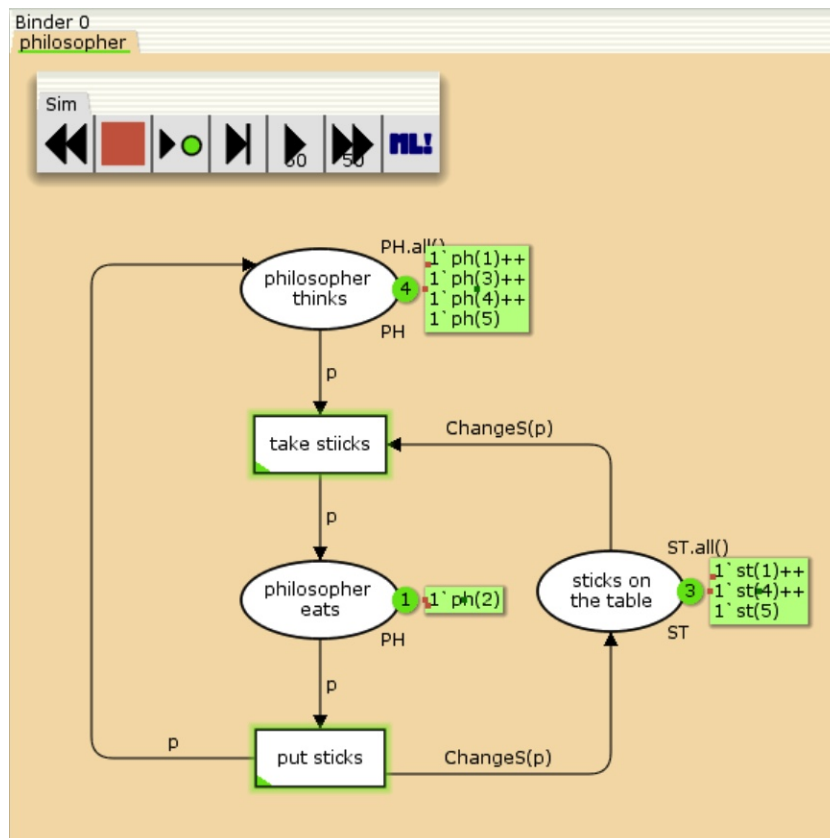 Binder 0
philosopher
Sim
50
50
ML!
PH.all()
1`ph(1)++
1`ph(3)++
1`ph(4)++
1`ph(5)
philosopher
thinks
4
PH
p
take stiicks
ChangeS(p)
p
ST.all()
philosopher
eats
1
1`ph(2)
PH
sticks on
the table
3
1`st(1)++
1`st(4)++
1`st(5)
ST
p
p
put sticks
ChangeS(p)